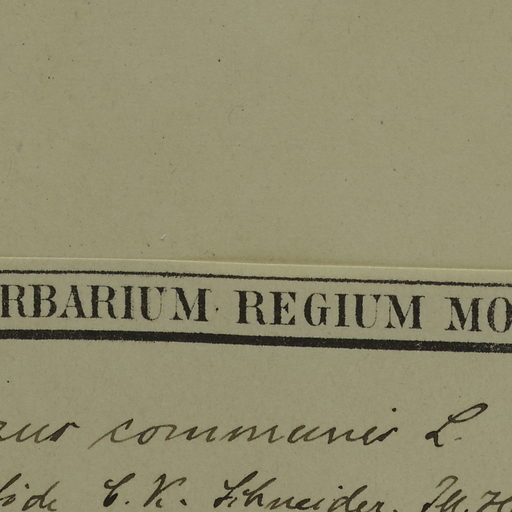 RBARIUM REGIUM MO
communis L.
C. K. Schneider.